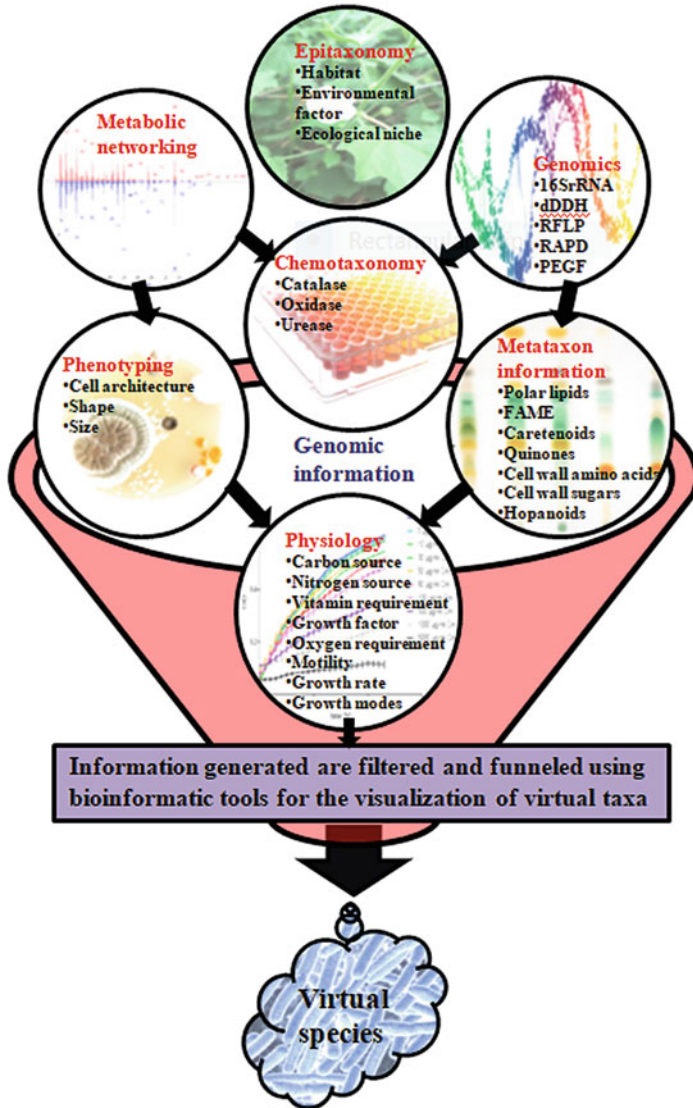 Epitaxonomy
•Habitat
•Environmental
factor
•Ecological niche
Metabolic
networking
Genomics
•16SrRNA
•dDDH
•RFLP
•RAPD
•PEGF
Chemotaxonomy
•Catalase
•Oxidase
•Urease
Phenotyping
•Cell architecture
•Shape
•Size
Metataxon
information
•Polar lipids
•FAME
•Caretenoids
•Quinones
•Cell wall amino acids
•Cell wall sugars
•Hopanoids
Genomic
information
Physiology
•Carbon source
•Nitrogen source
•Vitamin requirement
•Growth factor
•Oxygen requirement
•Motility
•Growth rate
•Growth modes
Information generated are filtered and funneled using
bioinformatic tools for the visualization of virtual taxa
Virtual
species